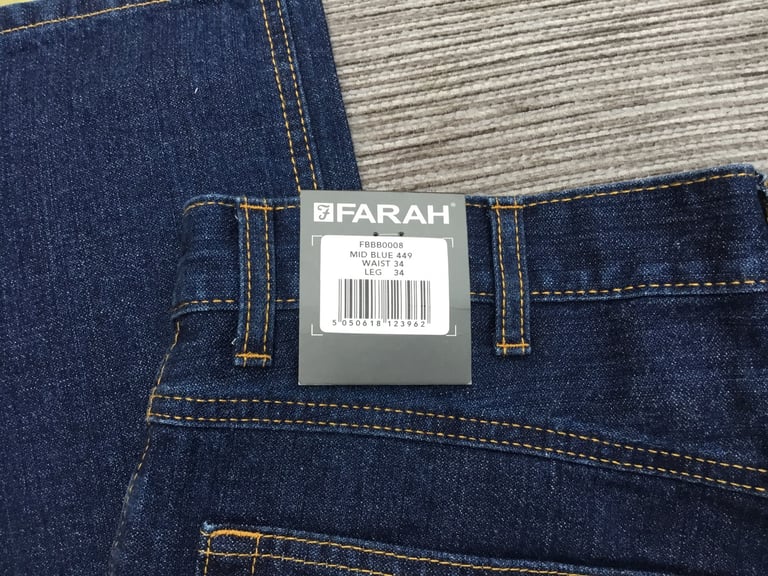 FARAH®
FBBB0008
MID BLUE 449
WAIST 34
LEG 34
5 050618 123962